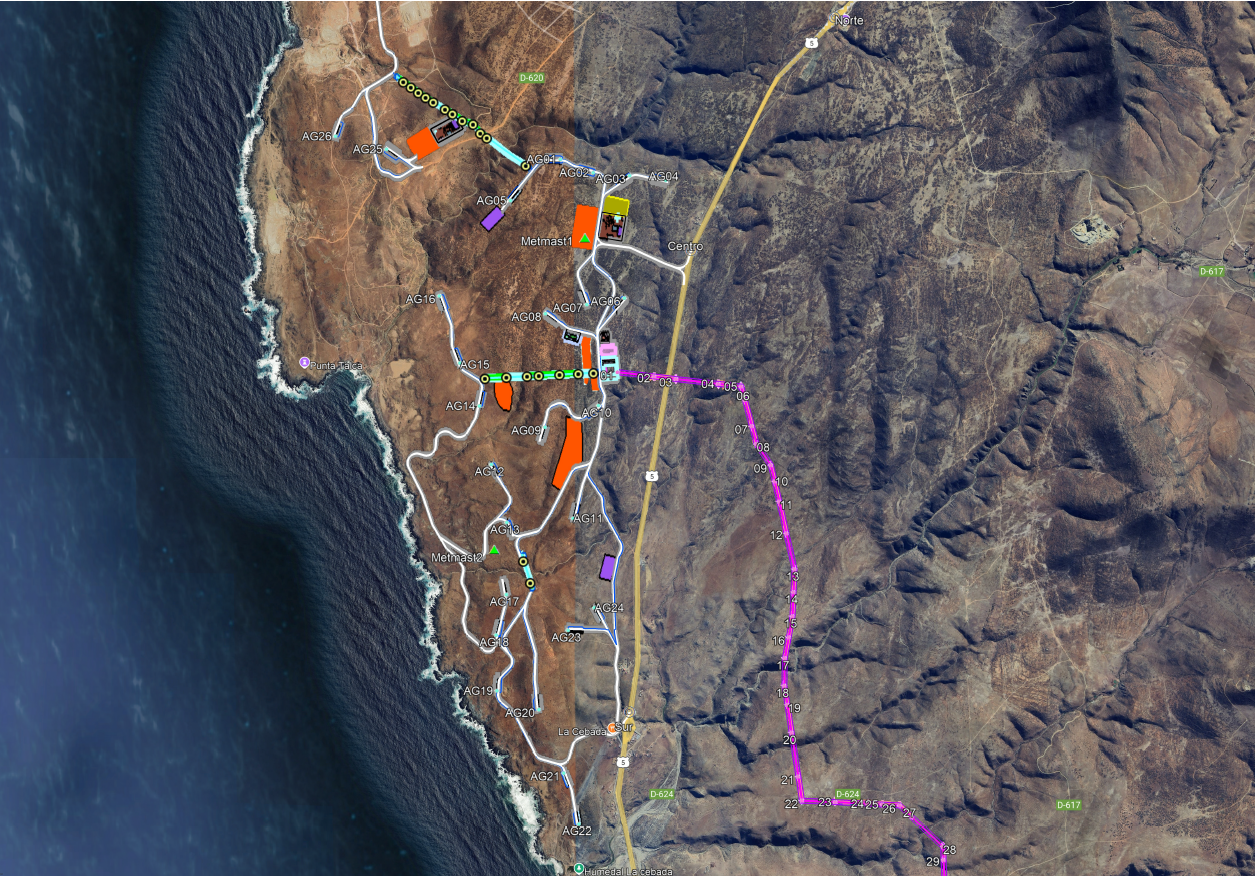 Norte
5
D-620
AG26
AG25
AG01
AG02
AG03
AG04
AG05
Metmast1
Centro
D-617
AG16
AG07
AG06
AG08
Punta Talca
AG15
01
02
03
04
05
06
AG14
AG10
AG09
07
08
09
AG12
5
10
11
AG11
AG13
12
Metmast2
13
AG17
14
AG24
15
AG23
AG18
16
17
AG19
18
AG20
19
La Cebada
Sur
20
5
AG21
21
D-624
D-624
22
23
24
25
26
27
D-617
AG22
28
29
Humedal La cebada